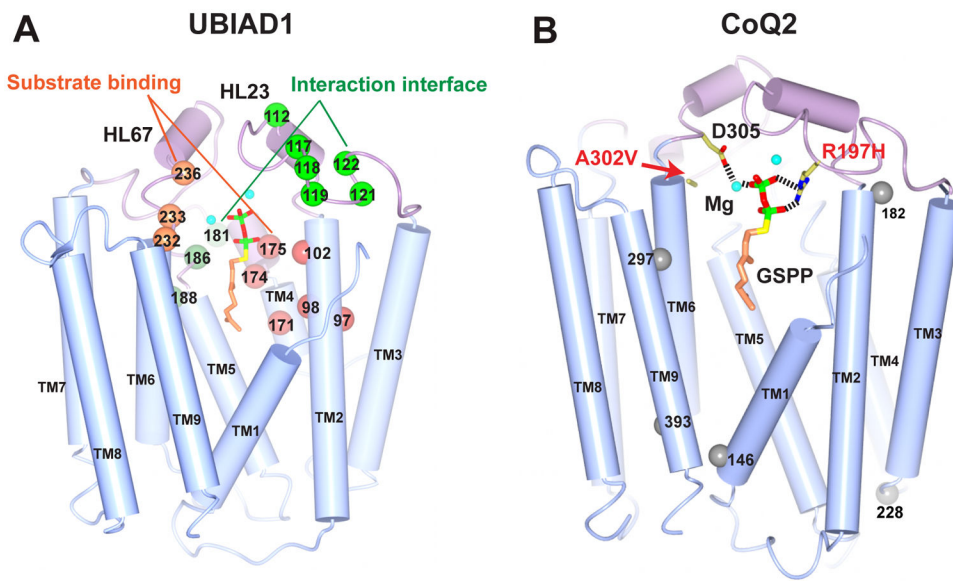 A
UBIAD1
Substrate binding
HL23
Interaction interface
HL67
112
117
118
122
119
121
236
233
232
181
175
102
186
174
188
TM4
98
97
171
TM3
TM5
TM7
TM6
TM9
TM1
TM2
TM8
B
CoQ2
D305
R197H
A302V
Mg
182
297
GSPP
TM6
TM7
TM5
TM4
TM3
TM8
TM9
TM1
TM2
393
146
228